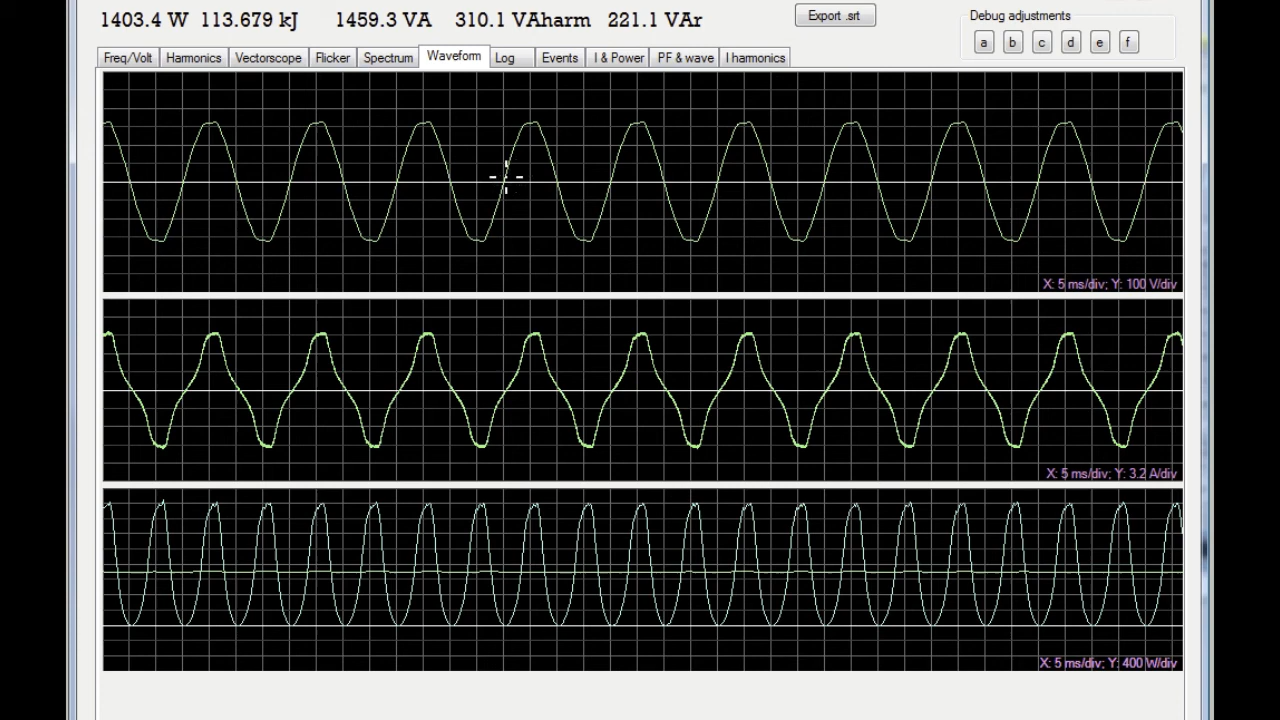 1403.4 W 113.679 kJ 1459.3 VA 310.1 VAharm 221.1 VAr
Export .srt
Debug adjustments
a b c d e f
Freq/Volt Harmonics Vectorscope Flicker Spectrum Waveform Log Events I & Power PF & wave I harmonics
X: 5 ms/div; Y: 100 V/div
X: 5 ms/div; Y: 3.2 A/div
X: 5 ms/div; Y: 400 W/div